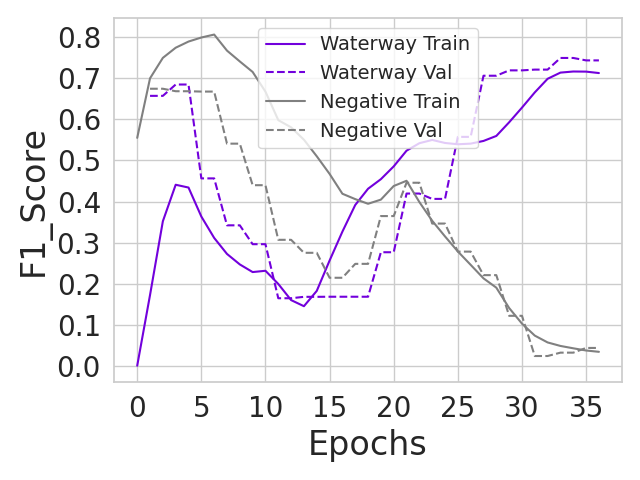 Waterway Train
Waterway Val
Negative Train
Negative Val
F1_Score
0.8
0.7
0.6
0.5
0.4
0.3
0.2
0.1
0.0
0 5 10 15 20 25 30 35
Epochs